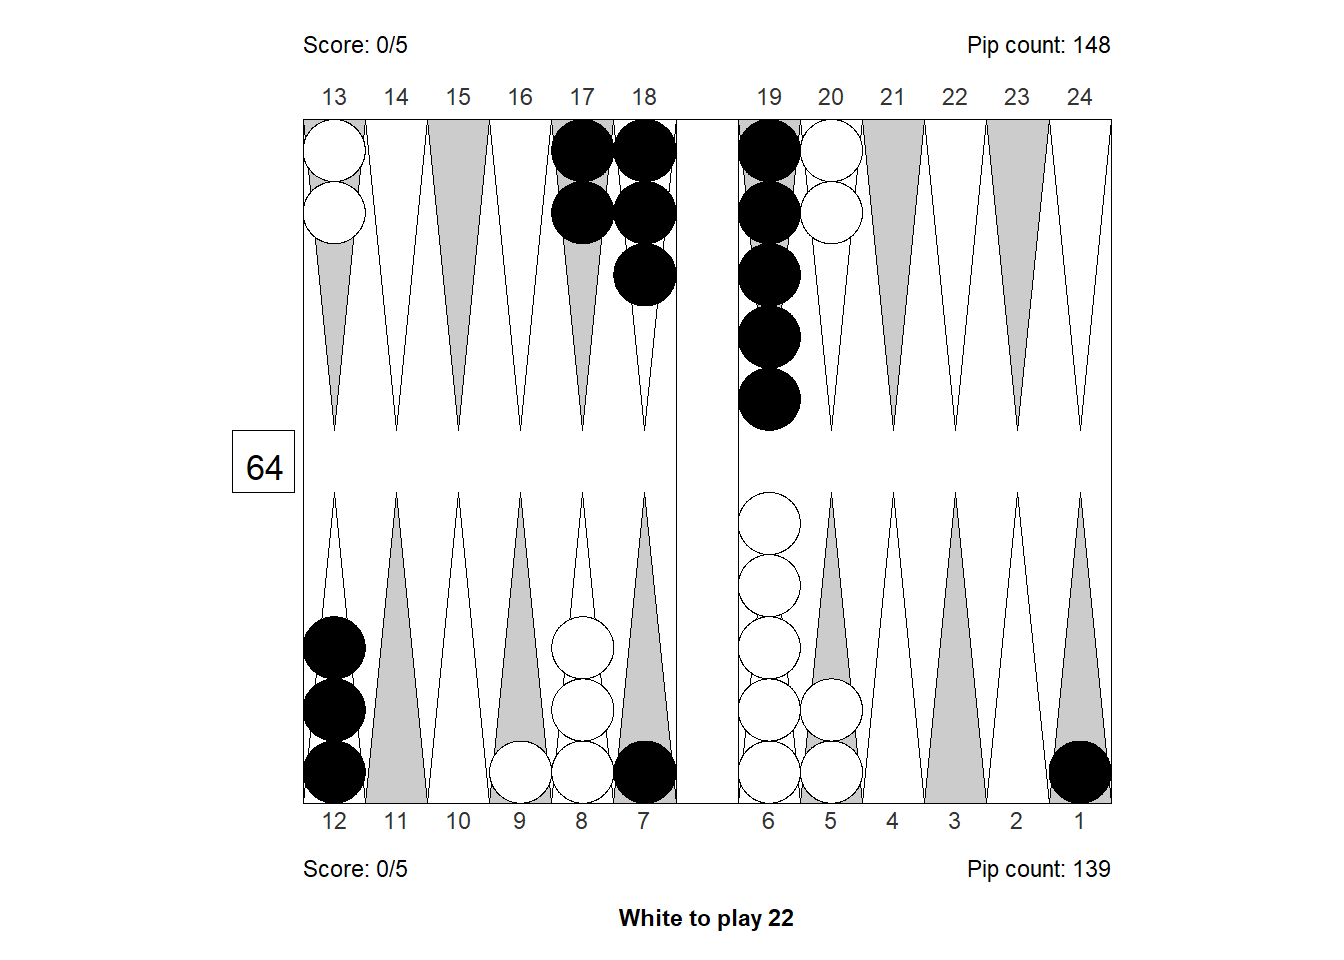 Score: 0/5 Pip count: 148
13 14 15 16 17 18 19 20 21 22 23 24
64
12 11 10 9 8 7 6 5 4 3 2 1
Score: 0/5 Pip count: 139
White to play 22